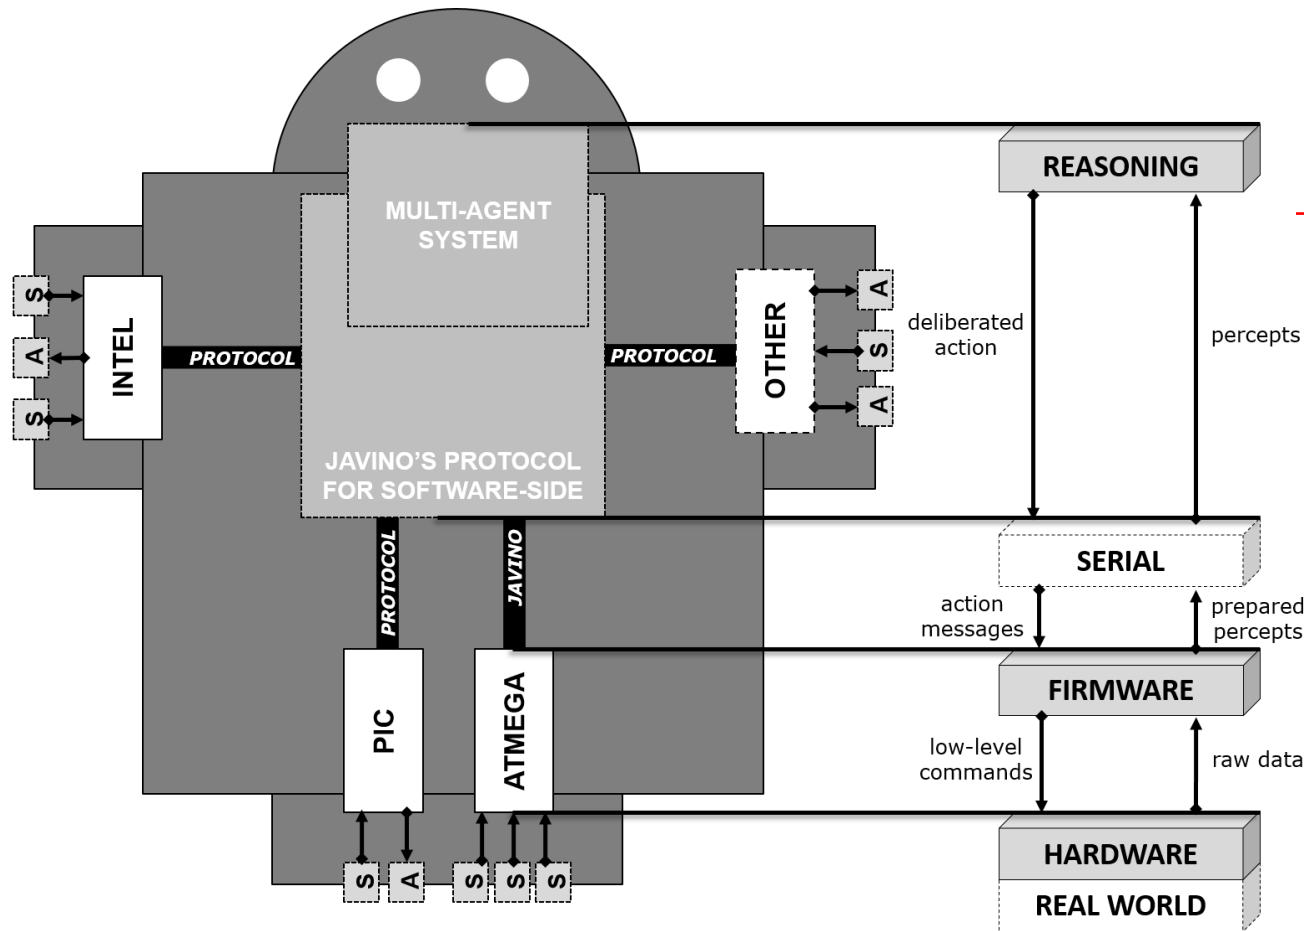 REASONING
MULTI-AGENT
SYSTEM
S
A
S
INTEL
PROTOCOL
PROTOCOL
OTHER
A
S
A
deliberated
action
percepts
JAVINO'S PROTOCOL
FOR SOFTWARE-SIDE
PROTOCOL
JAVINO
SERIAL
action
messages
prepared
percepts
PIC
ATMEGA
FIRMWARE
low-level
commands
raw data
S
A
S
S
S
HARDWARE
REAL WORLD